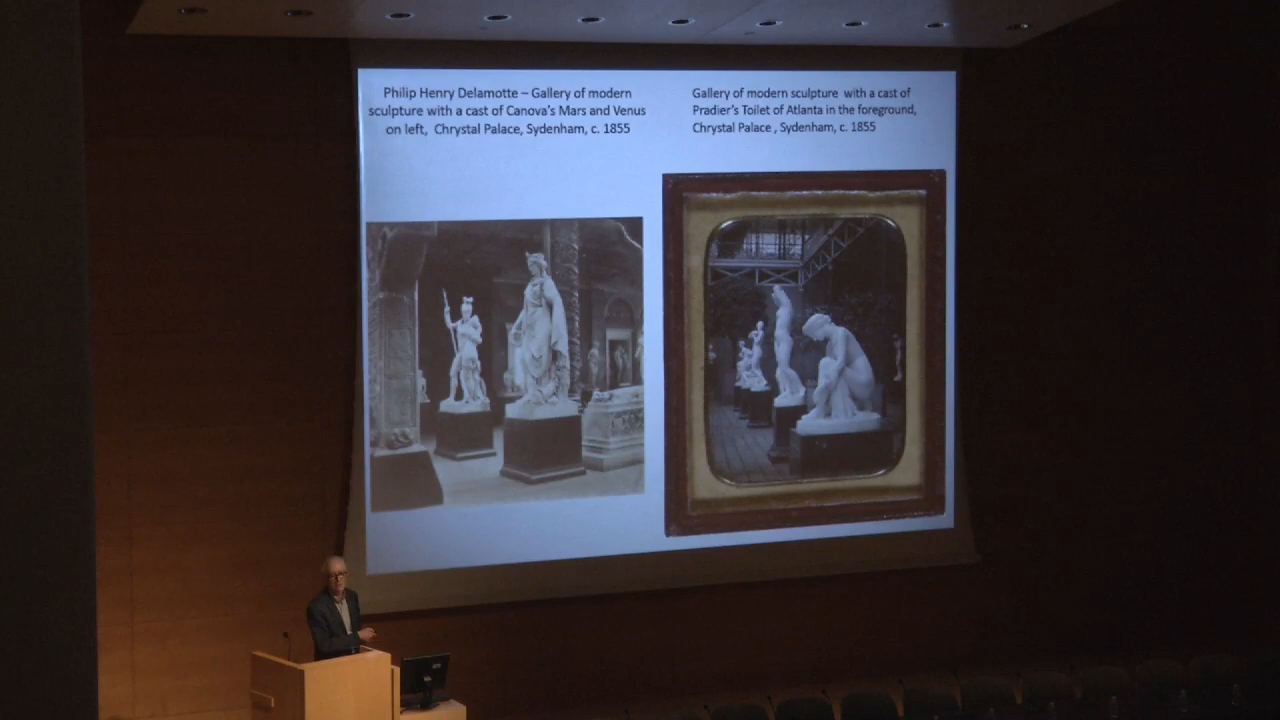 Philip Henry Delamotte – Gallery of modern
sculpture with a cast of Canova's Mars and Venus
on left, Chrystal Palace, Sydenham, c. 1855
Gallery of modern sculpture with a cast of
Pradier's Toilet of Atlanta in the foreground,
Chrystal Palace , Sydenham, c. 1855